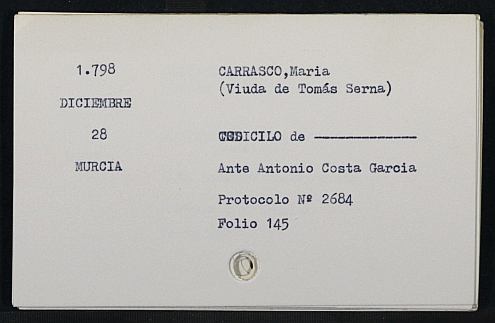 1.798
DICIEMBRE
28
MURCIA
CARRASCO,Maria
(Viuda de Tomás Serna)
CODICILO de -------------
Ante Antonio Costa Garcia
Protocolo Nº 2684
Folio 145